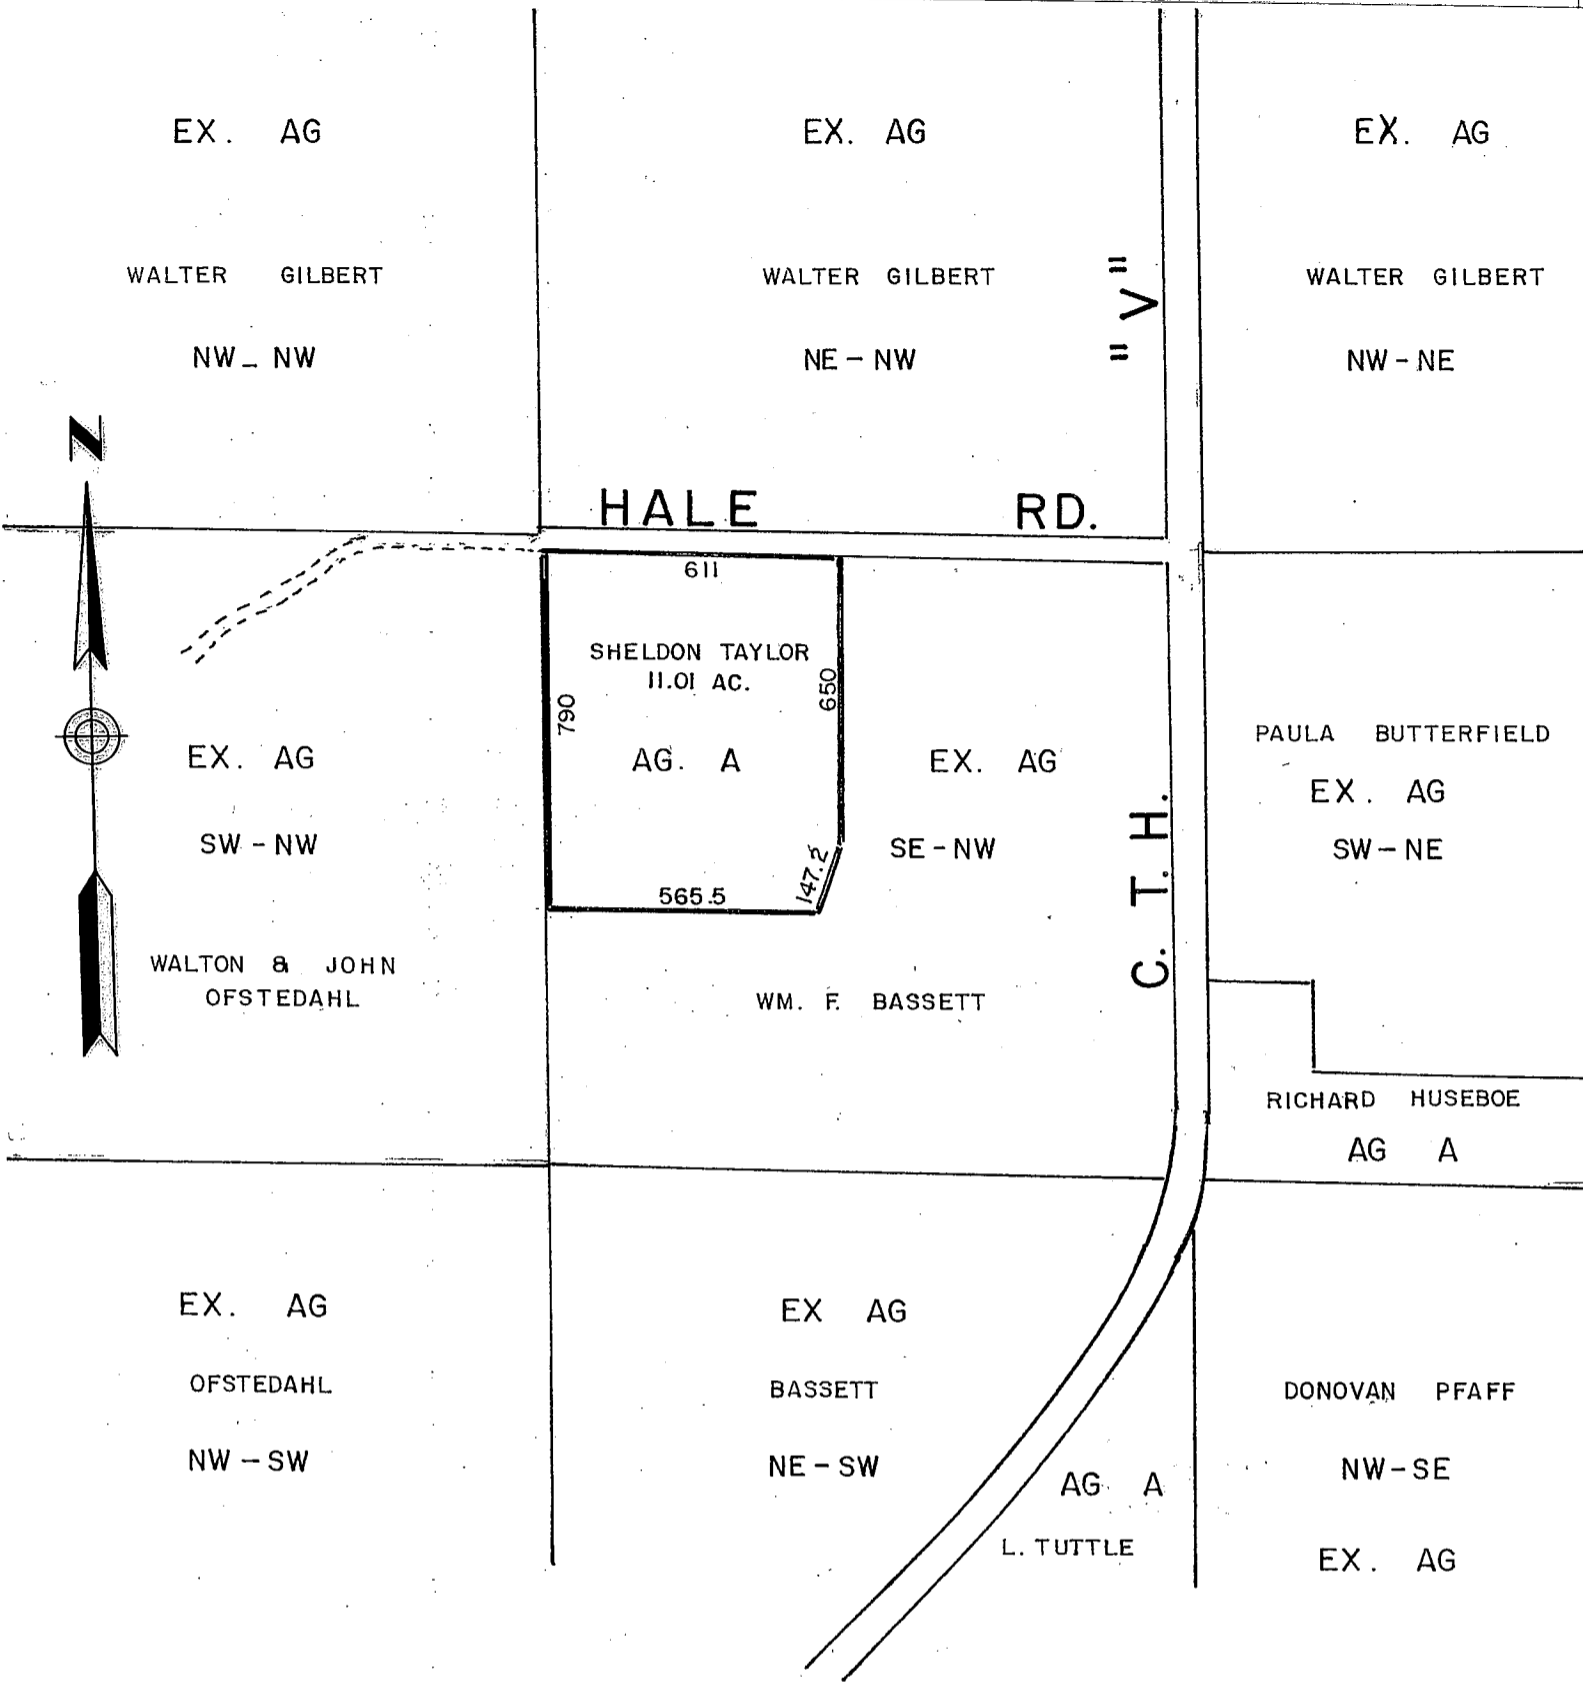 EX. AG
EX. AG
EX. AG
WALTER GILBERT
WALTER GILBERT
WALTER GILBERT
NW - NW
NE - NW
NW - NE
N
HALE RD.
C. T. H. "V"
611
SHELDON TAYLOR
11.01 AC.
790
650
AG. A
565.5
147.2
EX. AG
SW - NW
WALTON & JOHN
OFSTEDAHL
EX. AG
SE - NW
WM. F. BASSETT
PAULA BUTTERFIELD
EX. AG
SW - NE
RICHARD HUSEBOE
AG A
EX. AG
OFSTEDAHL
NW - SW
EX AG
BASSETT
NE - SW
AG A
L. TUTTLE
DONOVAN PFAFF
NW - SE
EX. AG